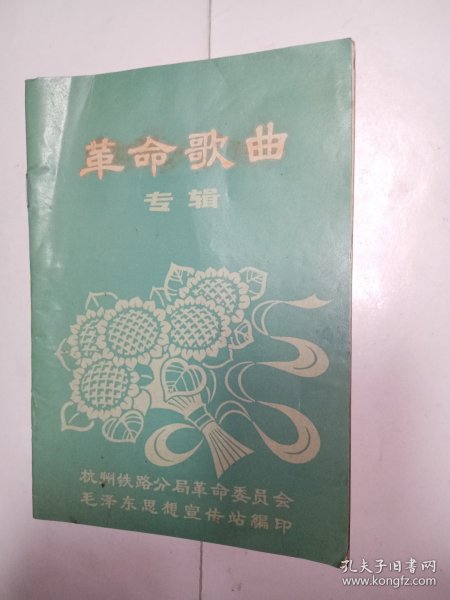 革命歌曲
专辑
杭州铁路分局革命委员会
毛泽东思想宣传站编印
孔夫子旧书网
www.kongfz.com